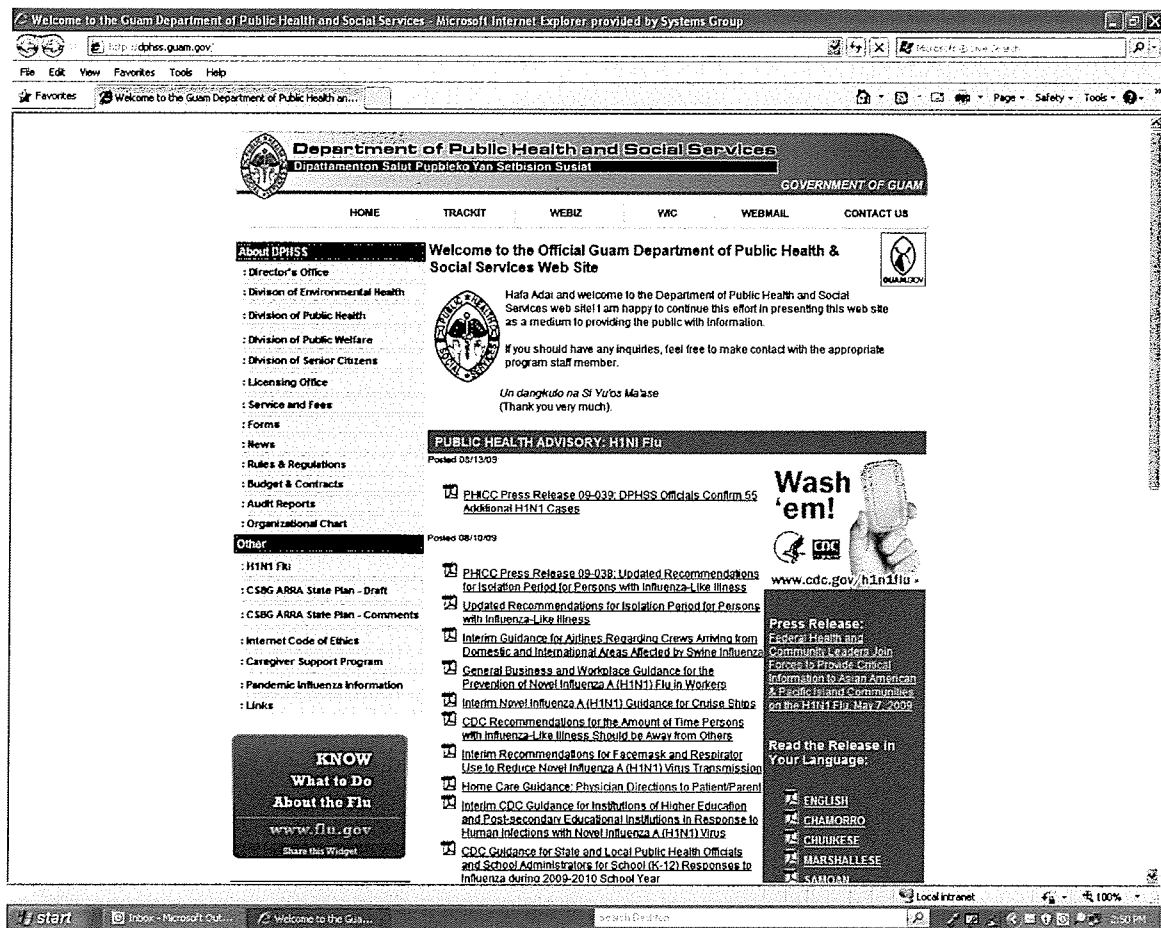 Welcome to the Guam Department of Public Health and Social Services - Microsoft Internet Explorer provided by Systems Group
http://dphss.guam.gov/
File Edit View Favorites Tools Help
Favorites Welcome to the Guam Department of Public Health an... Page Safety Tools
Department of Public Health and Social Services
Dipattamenton Salut Pupbleko Yan Setbision Susiat
GOVERNMENT OF GUAM
HOME TRACKIT WEBIZ WIC WEBMAIL CONTACT US
About DPHSS
: Director's Office
: Divison of Environmental Health
: Division of Public Health
: Division of Public Welfare
: Division of Senior Citizens
: Licensing Office
: Service and Fees
: Forms
: News
: Rules & Regulations
: Budget & Contracts
: Audit Reports
: Organizational Chart
Other
: H1N1 Flu
: CSBG ARRA State Plan - Draft
: CSBG ARRA State Plan - Comments
: Internet Code of Ethics
: Caregiver Support Program
: Pandemic Influenza Information
: Links
KNOW
What to Do
About the Flu
www.flu.gov
Share this Widget
Welcome to the Official Guam Department of Public Health &
Social Services Web Site
GUAM.GOV
PUBLIC HEALTH
SOCIAL SERVICES
Hafa Adai and welcome to the Department of Public Health and Social
Services web site! I am happy to continue this effort in presenting this web site
as a medium to providing the public with information.
If you should have any inquiries, feel free to make contact with the appropriate
program staff member.
Un dangkulo na Si Yu'os Ma'ase
(Thank you very much).
PUBLIC HEALTH ADVISORY: H1N1 Flu
Posted 08/13/09
PHICC Press Release 09-039: DPHSS Officials Confirm 55
Additional H1N1 Cases
Posted 08/10/09
PHICC Press Release 09-038: Updated Recommendations
for Isolation Period for Persons with Influenza-Like Illness
Updated Recommendations for Isolation Period for Persons
with Influenza-Like Illness
Interim Guidance for Airlines Regarding Crews Arriving from
Domestic and International Areas Affected by Swine Influenza
General Business and Workplace Guidance for the
Prevention of Novel Influenza A (H1N1) Flu in Workers
Interim Novel Influenza A (H1N1) Guidance for Cruise Ships
CDC Recommendations for the Amount of Time Persons
with Influenza-Like Illness Should be Away from Others
Interim Recommendations for Facemask and Respirator
Use to Reduce Novel Influenza A (H1N1) Virus Transmission
Home Care Guidance: Physician Directions to Patient/Parent
Interim CDC Guidance for Institutions of Higher Education
and Post-secondary Educational Institutions in Response to
Human Infections with Novel Influenza A (H1N1) Virus
CDC Guidance for State and Local Public Health Officials
and School Administrators for School (K-12) Responses to
Influenza during 2009-2010 School Year
Wash
'em!
CDC
www.cdc.gov/h1n1flu
Press Release:
Federal Health and
Community Leaders Join
Forces to Provide Critical
Information to Asian American
& Pacific Island Communities
on the H1N1 Flu, May 7, 2009
Read the Release in
Your Language:
ENGLISH
CHAMORRO
CHUUKESE
MARSHALLESE
SAMOAN
Local intranet 100%
start Inbox - Microsoft Out... Welcome to the Gua... Search Desktop 2:50 PM